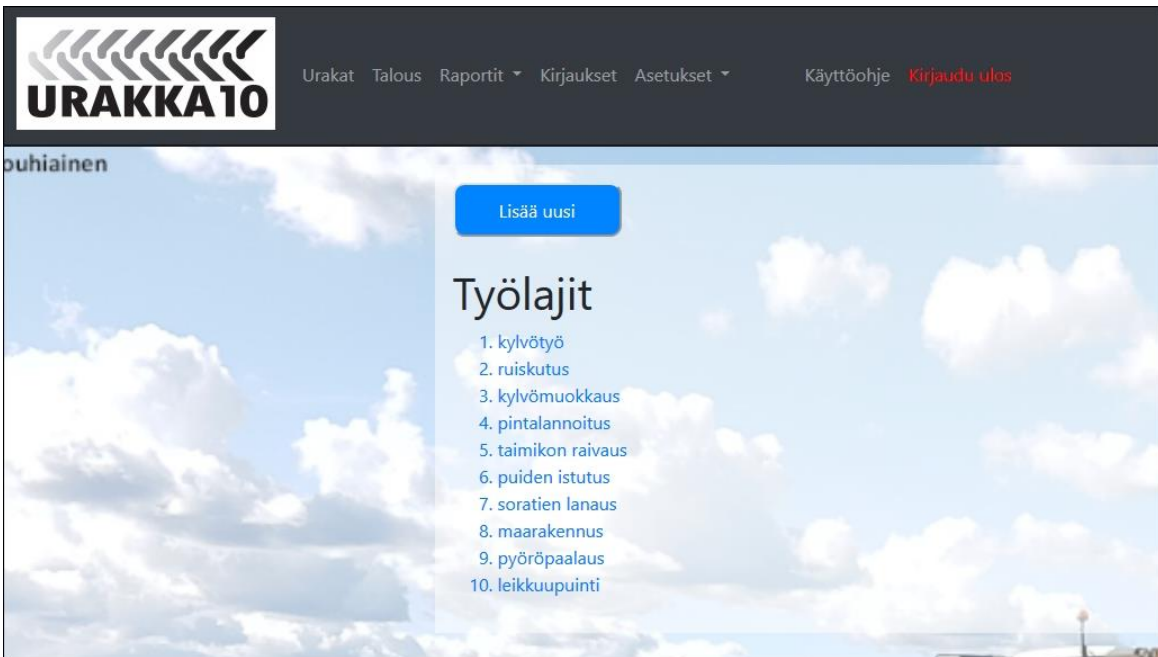 URAKKA10
Urakat Talous Raportit Kirjaukset Asetukset Käyttöohje Kirjaudu ulos
ouhiainen
Lisää uusi
Työlajit
1. kylvötyö
2. ruiskutus
3. kylvömuokkaus
4. pintalannoitus
5. taimikon raivaus
6. puiden istutus
7. soratien lanaus
8. maarakennus
9. pyöröpaalaus
10. leikkuupuinti